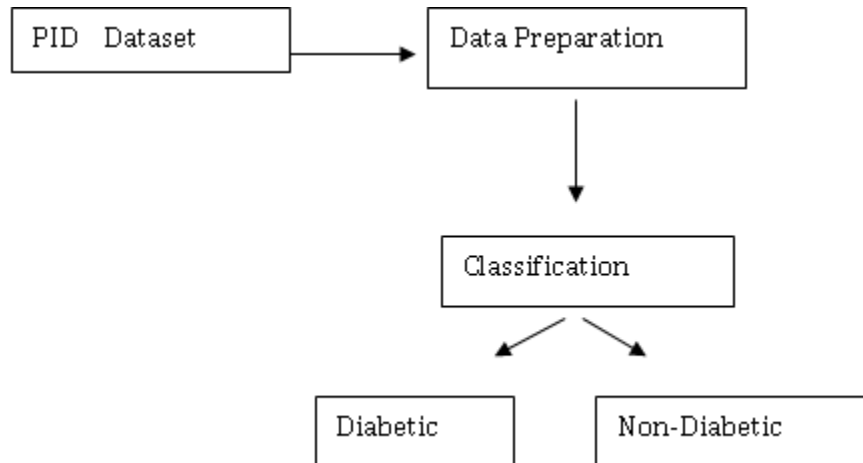 PID Dataset
Data Preparation
Classification
Diabetic
Non-Diabetic